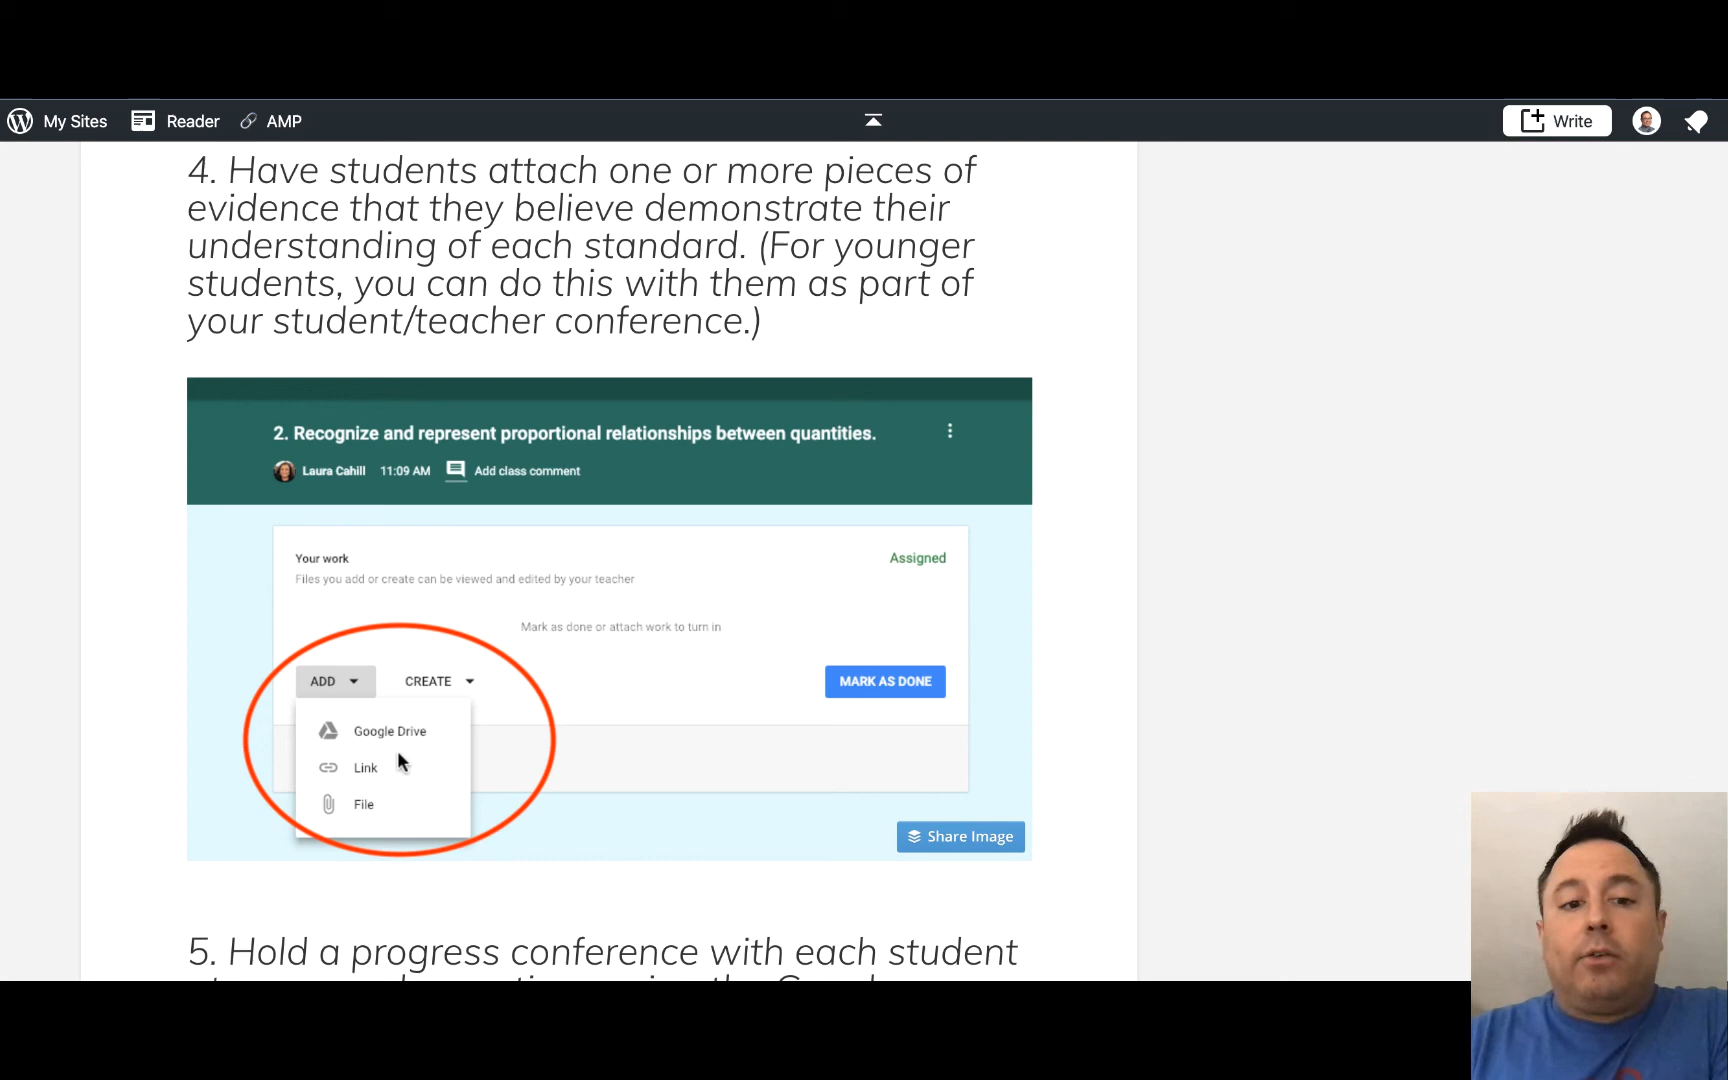 My Sites Reader AMP Write
4. Have students attach one or more pieces of
evidence that they believe demonstrate their
understanding of each standard. (For younger
students, you can do this with them as part of
your student/teacher conference.)
2. Recognize and represent proportional relationships between quantities.
Laura Cahill 11:09 AM Add class comment
Your work Assigned
Files you add or create can be viewed and edited by your teacher
Mark as done or attach work to turn in
ADD CREATE MARK AS DONE
Google Drive
Link
File
Share Image
5. Hold a progress conference with each student